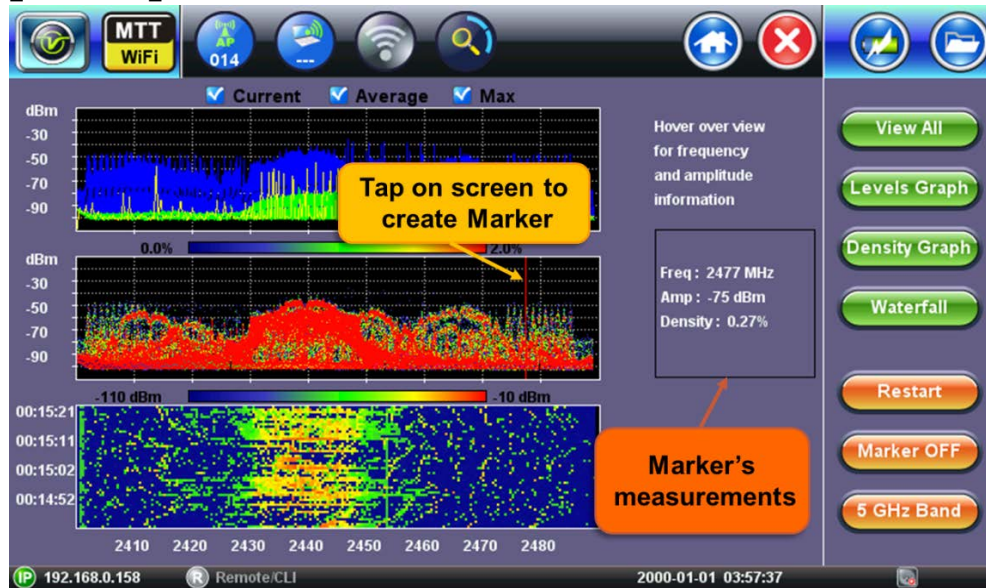 MTT
WiFi
AP
014
---
Current Average Max
dBm
-30
-50
-70
-90
Hover over view
for frequency
and amplitude
information
Tap on screen to
create Marker
0.0% 2.0%
dBm
-30
-50
-70
-90
Freq : 2477 MHz
Amp : -75 dBm
Density : 0.27%
-110 dBm -10 dBm
00:15:21
00:15:11
00:15:02
00:14:52
Marker's
measurements
2410 2420 2430 2440 2450 2460 2470 2480
View All
Levels Graph
Density Graph
Waterfall
Restart
Marker OFF
5 GHz Band
IP 192.168.0.158 R Remote/CLI 2000-01-01 03:57:37